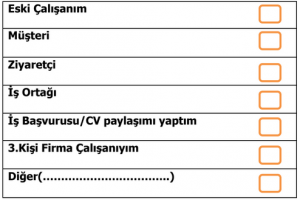 Eski Çalışanım
Müşteri
Ziyaretçi
İş Ortağı
İş Başvurusu/CV paylaşımı yaptım
3.Kişi Firma Çalışanıyım
Diğer(...................................)